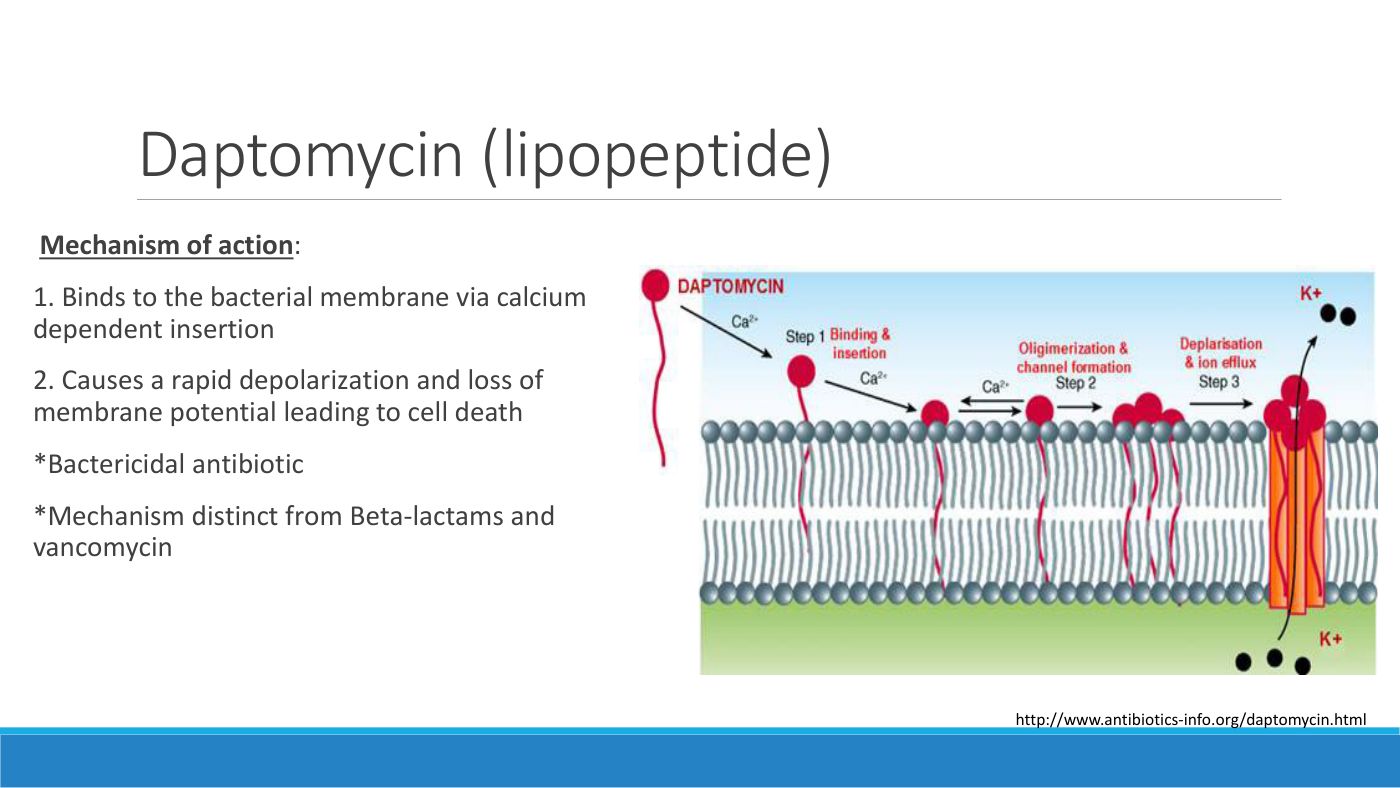 Daptomycin (lipopeptide)
Mechanism of action:
1. Binds to the bacterial membrane via calcium
dependent insertion
2. Causes a rapid depolarization and loss of
membrane potential leading to cell death
*Bactericidal antibiotic
*Mechanism distinct from Beta-lactams and
vancomycin
DAPTOMYCIN
Ca²⁺
Step 1 Binding &
insertion
Ca²⁺
Ca²⁺
Oligimerization &
channel formation
Step 2
Deplarisation
& ion efflux
Step 3
K+
K+
http://www.antibiotics-info.org/daptomycin.html